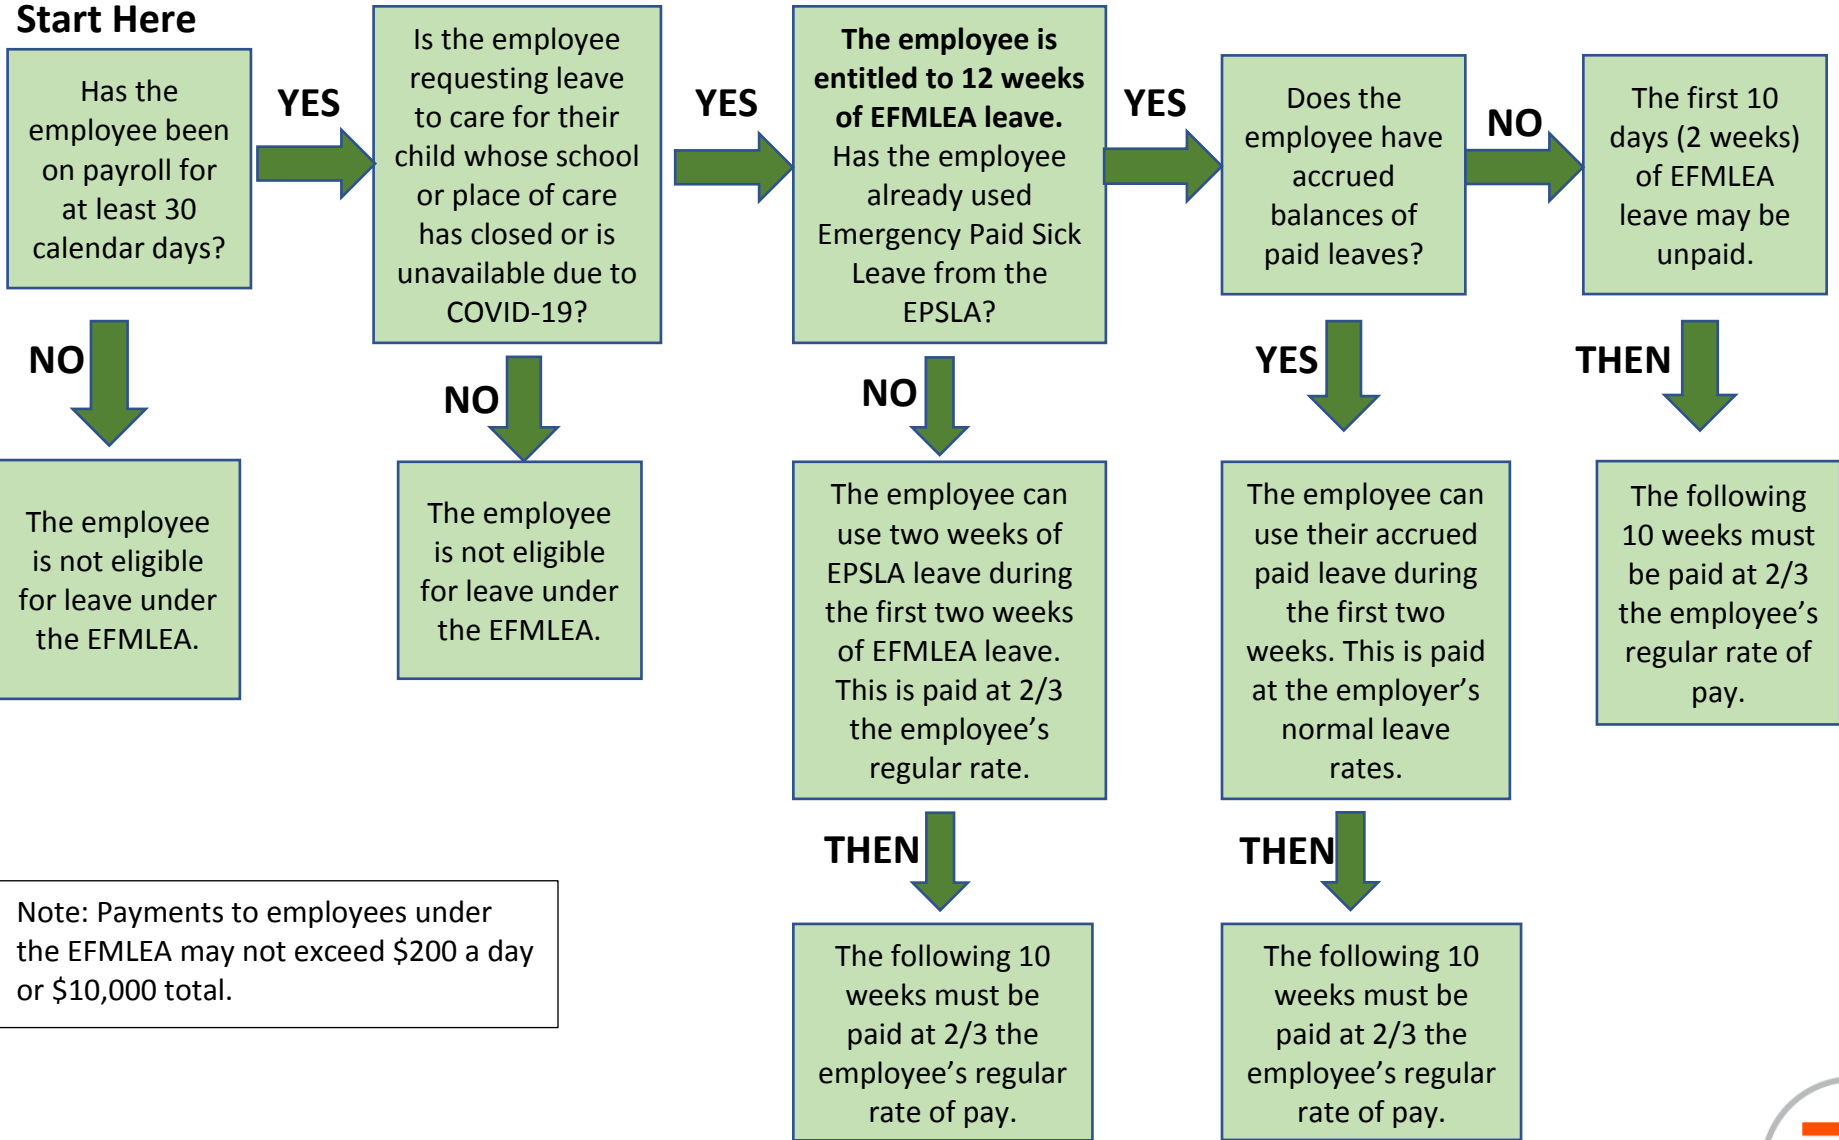 Start Here
Has the
employee been
on payroll for
at least 30
calendar days?
YES
Is the employee
requesting leave
to care for their
child whose school
or place of care
has closed or is
unavailable due to
COVID-19?
YES
The employee is
entitled to 12 weeks
of EFMLEA leave.
Has the employee
already used
Emergency Paid Sick
Leave from the
EPSLA?
YES
Does the
employee have
accrued
balances of
paid leaves?
NO
The first 10
days (2 weeks)
of EFMLEA
leave may be
unpaid.
NO
NO
NO
YES
THEN
The employee
is not eligible
for leave under
the EFMLEA.
The employee
is not eligible
for leave under
the EFMLEA.
The employee can
use two weeks of
EPSLA leave during
the first two weeks
of EFMLEA leave.
This is paid at 2/3
the employee’s
regular rate.
The employee can
use their accrued
paid leave during
the first two
weeks. This is paid
at the employer’s
normal leave
rates.
The following
10 weeks must
be paid at 2/3
the employee’s
regular rate of
pay.
THEN
THEN
Note: Payments to employees under
the EFMLEA may not exceed $200 a day
or $10,000 total.
The following 10
weeks must be
paid at 2/3 the
employee’s regular
rate of pay.
The following 10
weeks must be
paid at 2/3 the
employee’s regular
rate of pay.